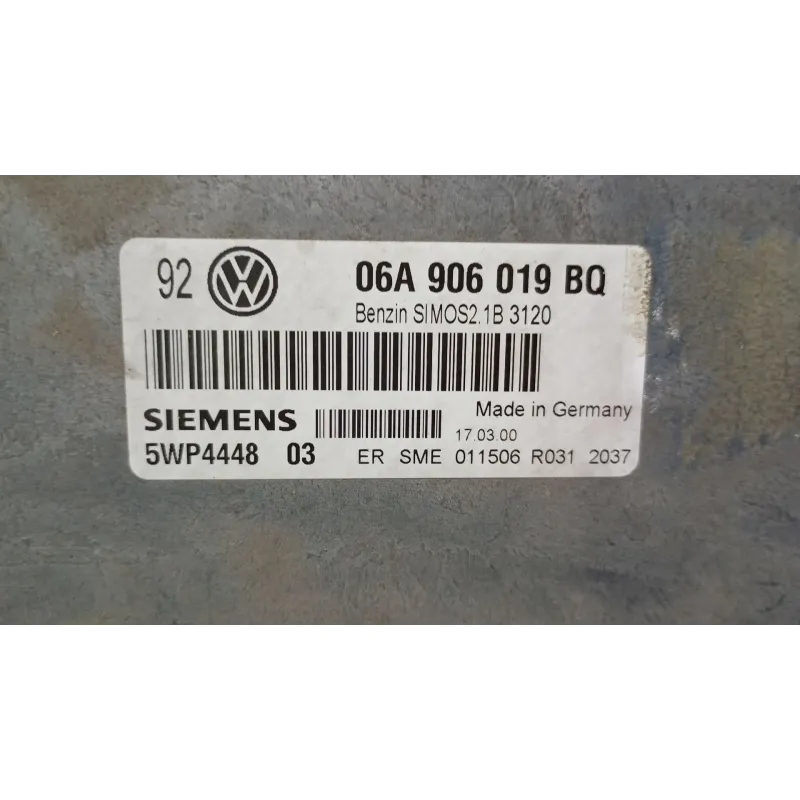 92 VW 06A 906 019 BQ
Benzin SIMOS2.1B 3120
Made in Germany
SIEMENS 17.03.00
5WP4448 03 ER SME 011506 R031 2037